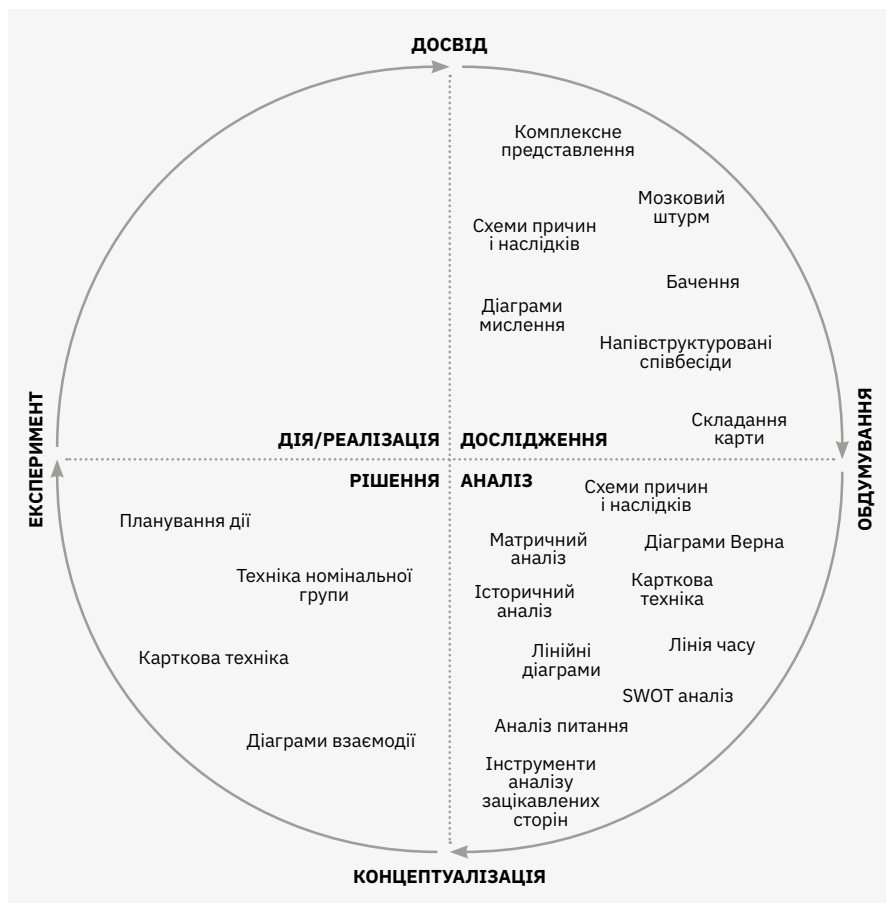 ДОСВІД
Комплексне
представлення
Мозковий
штурм
Схеми причин
і наслідків
Бачення
Діаграми
мислення
Напівструктуровані
співбесіди
Складання
карти
ДІЯ/РЕАЛІЗАЦІЯ
ДОСЛІДЖЕННЯ
ЕКСПЕРИМЕНТ
ОБДУМУВАННЯ
РІШЕННЯ
АНАЛІЗ
Схеми причин
і наслідків
Планування дії
Матричний
аналіз
Діаграми Верна
Техніка номінальної
групи
Історичний
аналіз
Карткова
техніка
Карткова техніка
Лінійні
діаграми
Лінія часу
SWOT аналіз
Аналіз питання
Діаграми взаємодії
Інструменти
аналізу
зацікавлених
сторін
КОНЦЕПТУАЛІЗАЦІЯ